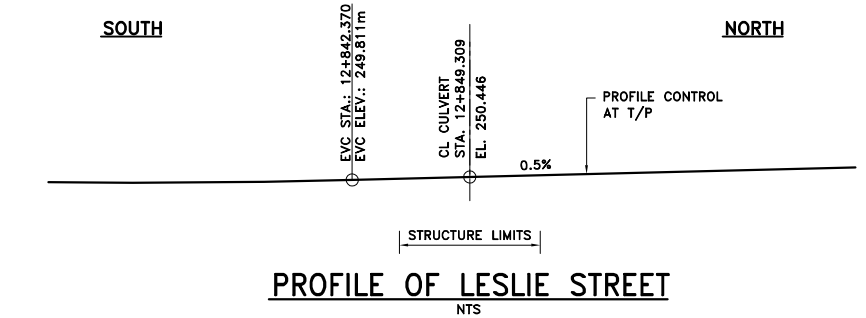 SOUTH
NORTH
EVC STA.: 12+842.370
EVC ELEV.: 249.811m
CL CULVERT
STA. 12+849.309
EL. 250.446
0.5%
PROFILE CONTROL
AT T/P
STRUCTURE LIMITS
PROFILE OF LESLIE STREET
NTS